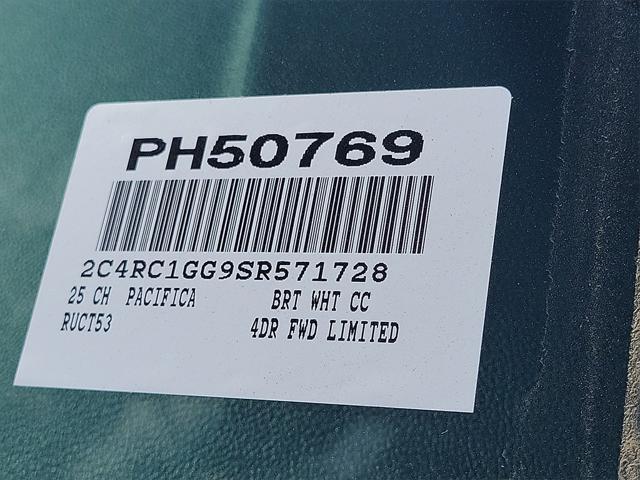 PH50769
2C4RC1GG9SR571728
25 CH PACIFICA BRT WHT CC
RUCT53 4DR FWD LIMITED